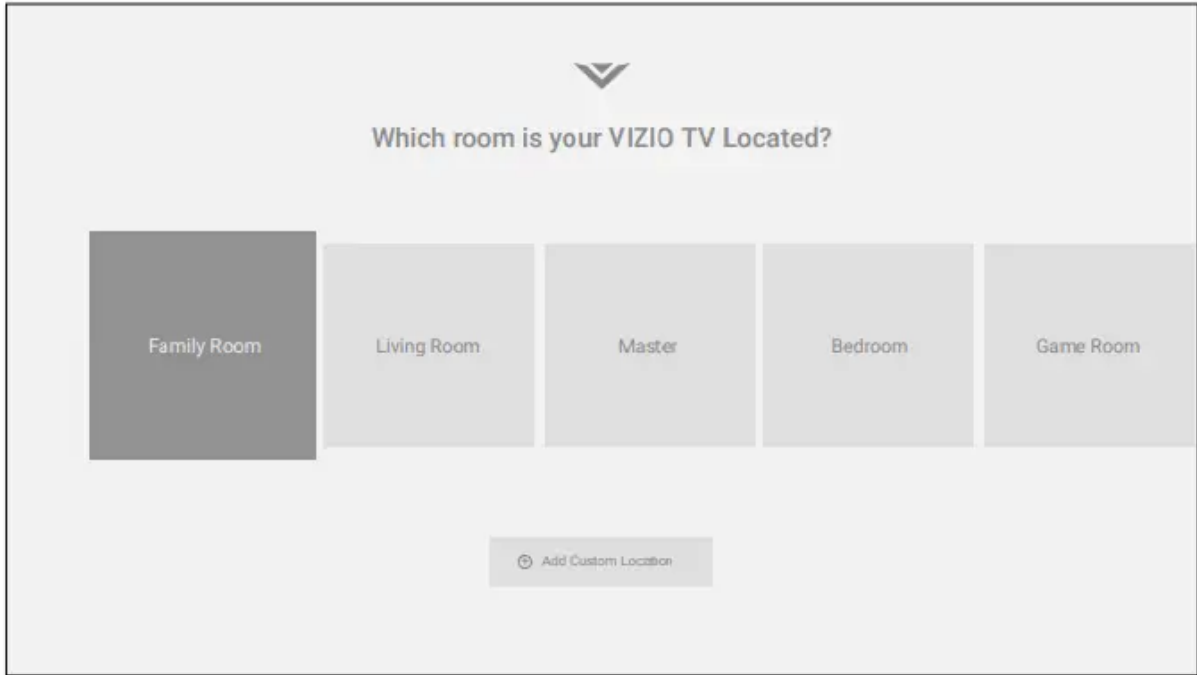 Which room is your VIZIO TV Located?
Family Room
Living Room
Master
Bedroom
Game Room
Add Custom Location